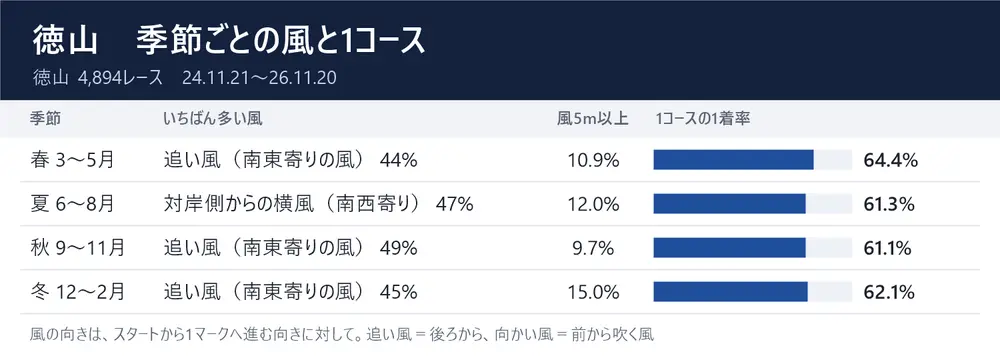 徳山　季節ごとの風と1コース
徳山 4,894レース　24.11.21～26.11.20
季節　いちばん多い風　風5m以上　1コースの1着率
春 3～5月　追い風（南東寄りの風） 44%　10.9%　64.4%
夏 6～8月　対岸側からの横風（南西寄り） 47%　12.0%　61.3%
秋 9～11月　追い風（南東寄りの風） 49%　9.7%　61.1%
冬 12～2月　追い風（南東寄りの風） 45%　15.0%　62.1%
風の向きは、スタートから1マークへ進む向きに対して。追い風＝後ろから、向かい風＝前から吹く風